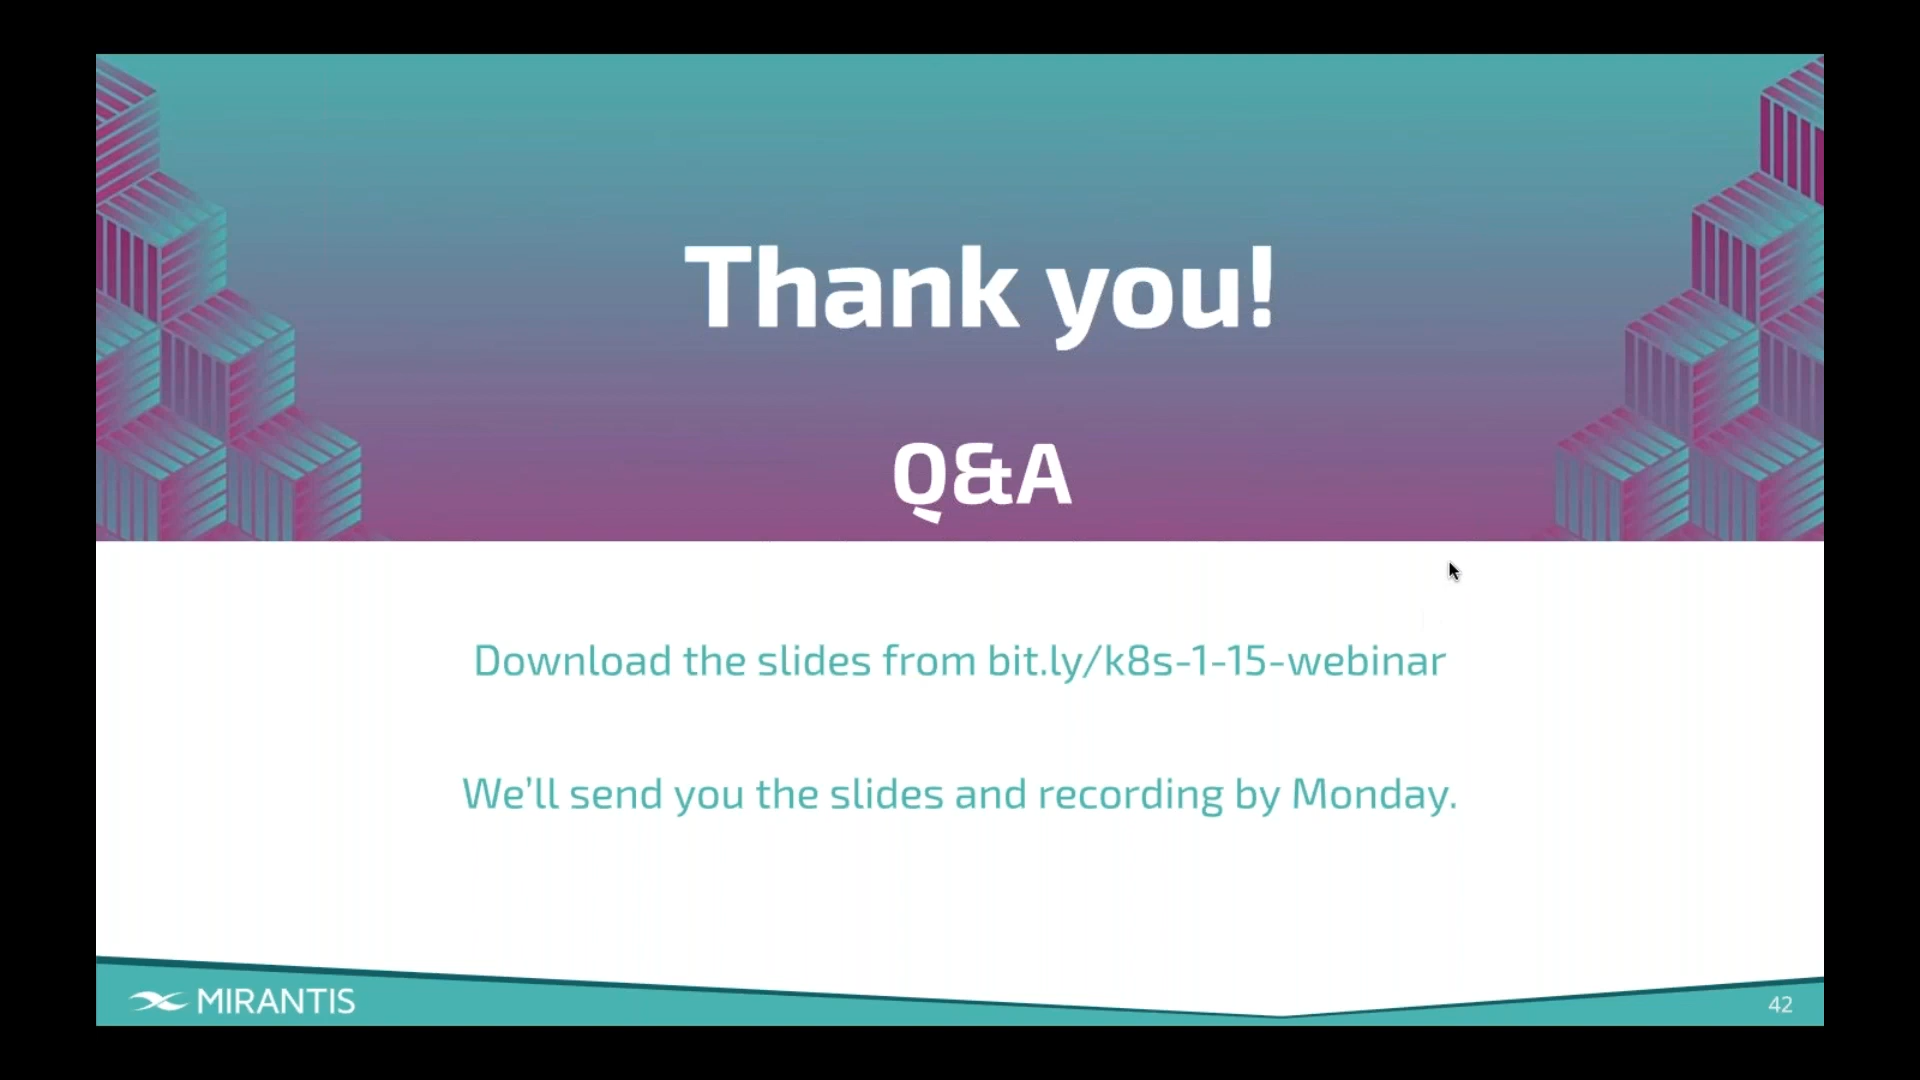 Thank you!
Q&A
Download the slides from bit.ly/k8s-1-15-webinar
We’ll send you the slides and recording by Monday.
MIRANTIS
42